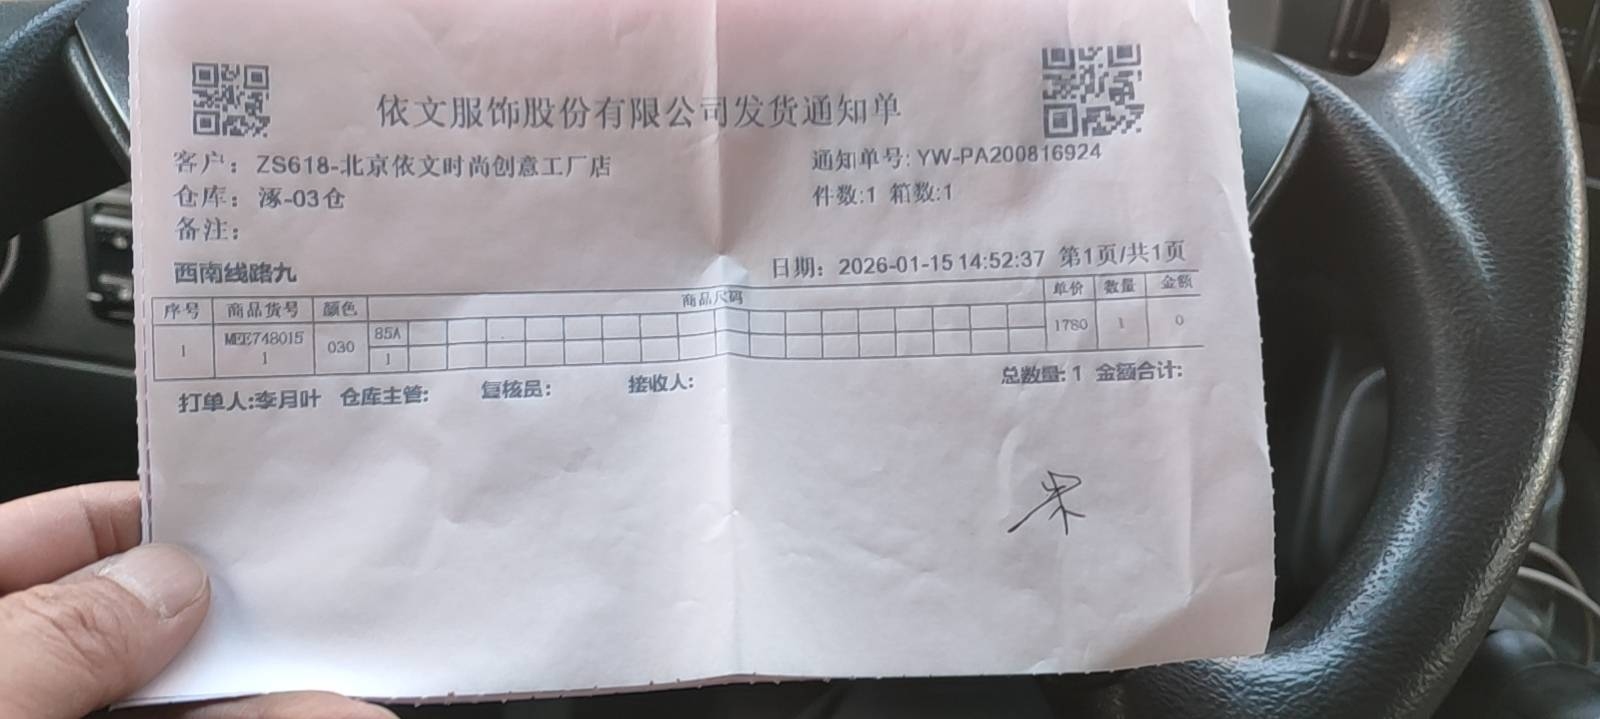 依文服饰股份有限公司发货通知单
客户：ZS618-北京依文时尚创意工厂店 通知单号:YW-PA200816924
仓库：涿-03仓 件数:1 箱数:1
备注：
西南线路九 日期：2026-01-15 14:52:37 第1页/共1页
序号 商品货号 颜色 商品尺码 单价 数量 金额
85A
1 030 1780 1 0
1 1
打单人:李月叶 仓库主管: 复核员: 接收人: 总数量:1 金额合计: